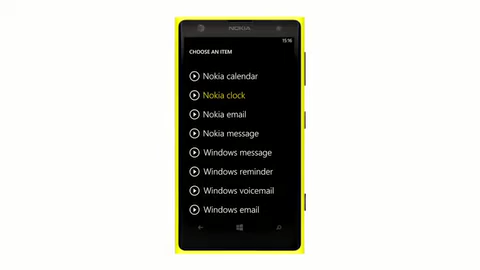 NOKIA
15:16
CHOOSE AN ITEM
Nokia calendar
Nokia clock
Nokia email
Nokia message
Windows message
Windows reminder
Windows voicemail
Windows email